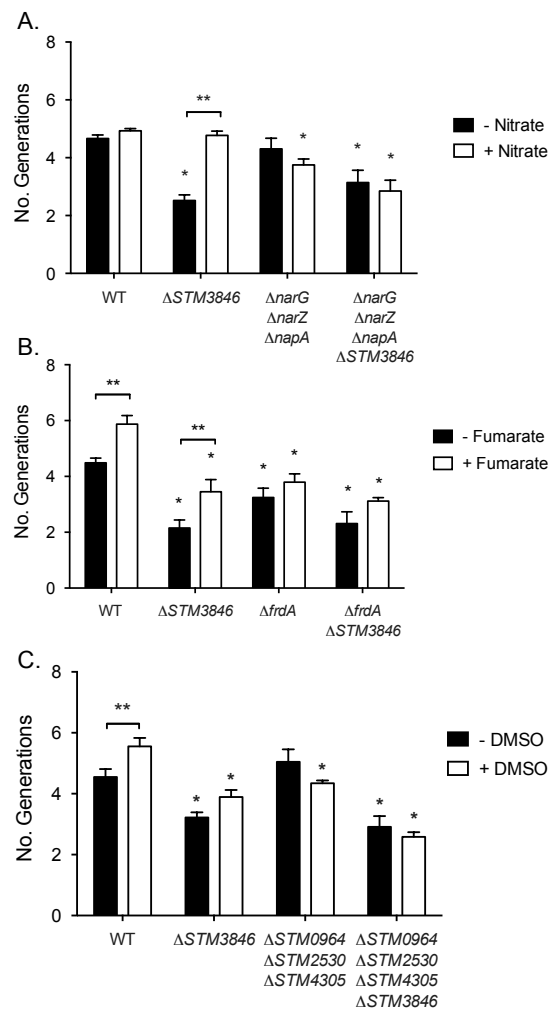 A.
8
6
4
2
0
No. Generations
**
*
*
*
*
- Nitrate
+ Nitrate
WT
ΔSTM3846
ΔnarG
ΔnarZ
ΔnapA
ΔnarG
ΔnarZ
ΔnapA
ΔSTM3846
B.
8
6
4
2
0
No. Generations
**
**
*
*
*
*
*
*
- Fumarate
+ Fumarate
WT
ΔSTM3846
ΔfrdA
ΔfrdA
ΔSTM3846
C.
8
6
4
2
0
No. Generations
**
*
*
*
*
*
- DMSO
+ DMSO
WT
ΔSTM3846
ΔSTM0964
ΔSTM2530
ΔSTM4305
ΔSTM0964
ΔSTM2530
ΔSTM4305
ΔSTM3846